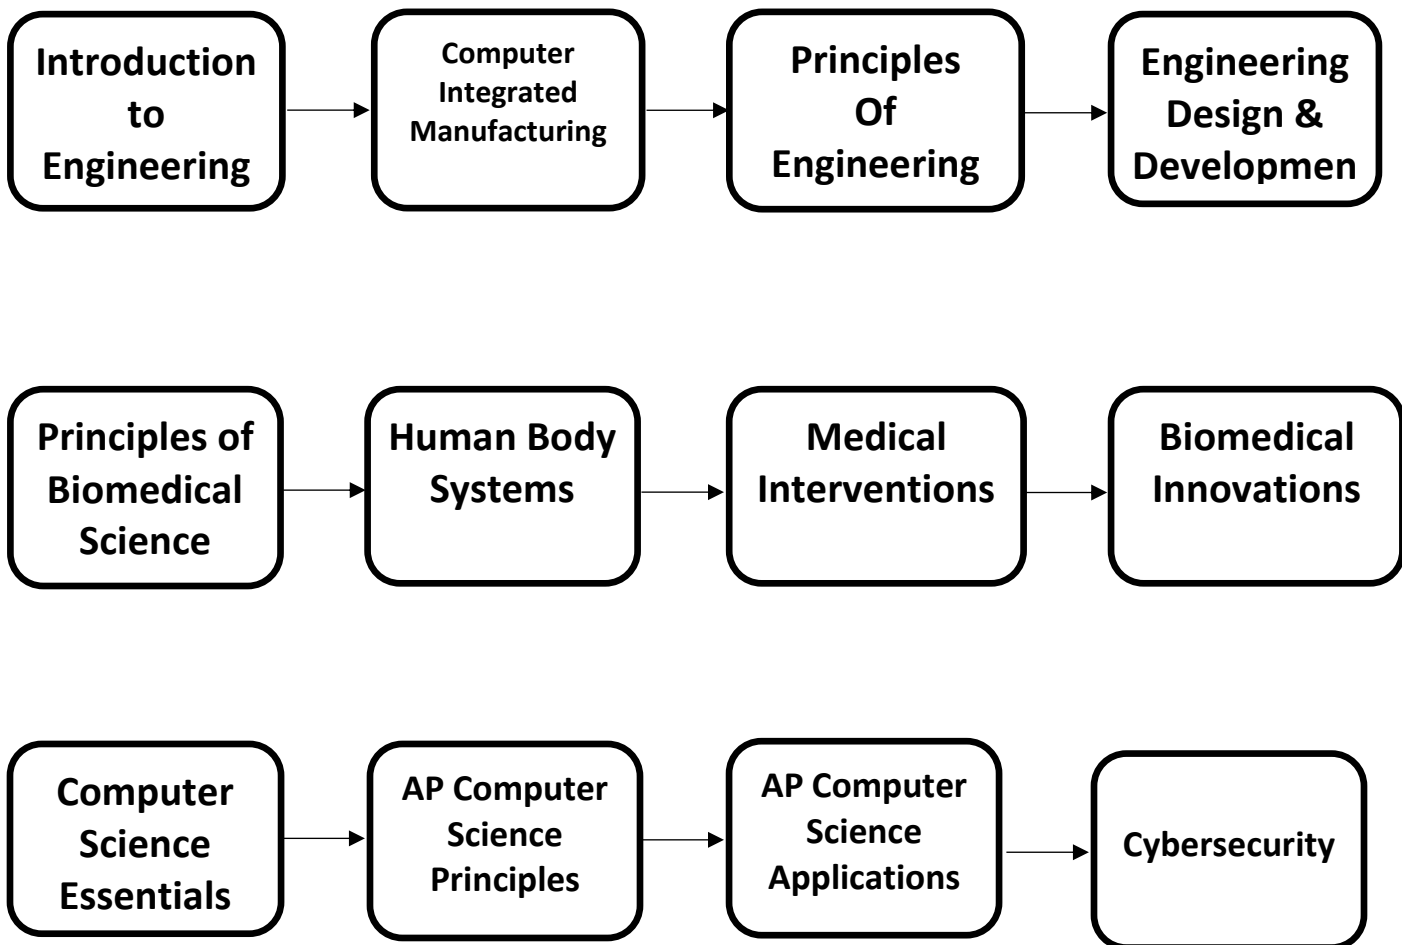 Introduction
to
Engineering
Computer
Integrated
Manufacturing
Principles
Of
Engineering
Engineering
Design &
Developmen
Principles of
Biomedical
Science
Human Body
Systems
Medical
Interventions
Biomedical
Innovations
Computer
Science
Essentials
AP Computer
Science
Principles
AP Computer
Science
Applications
Cybersecurity